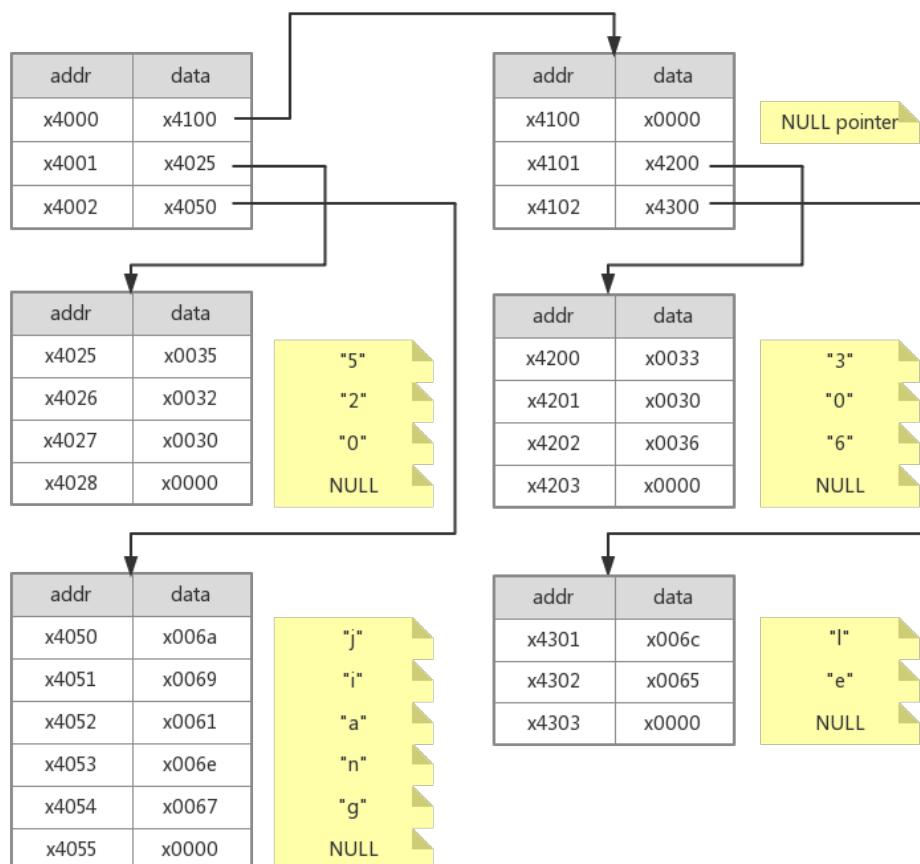 addr data
x4000 x4100
x4001 x4025
x4002 x4050
addr data
x4100 x0000
x4101 x4200
x4102 x4300
NULL pointer
addr data
x4025 x0035
x4026 x0032
x4027 x0030
x4028 x0000
"5"
"2"
"0"
NULL
addr data
x4200 x0033
x4201 x0030
x4202 x0036
x4203 x0000
"3"
"0"
"6"
NULL
addr data
x4050 x006a
x4051 x0069
x4052 x0061
x4053 x006e
x4054 x0067
x4055 x0000
"j"
"i"
"a"
"n"
"g"
NULL
addr data
x4301 x006c
x4302 x0065
x4303 x0000
"l"
"e"
NULL